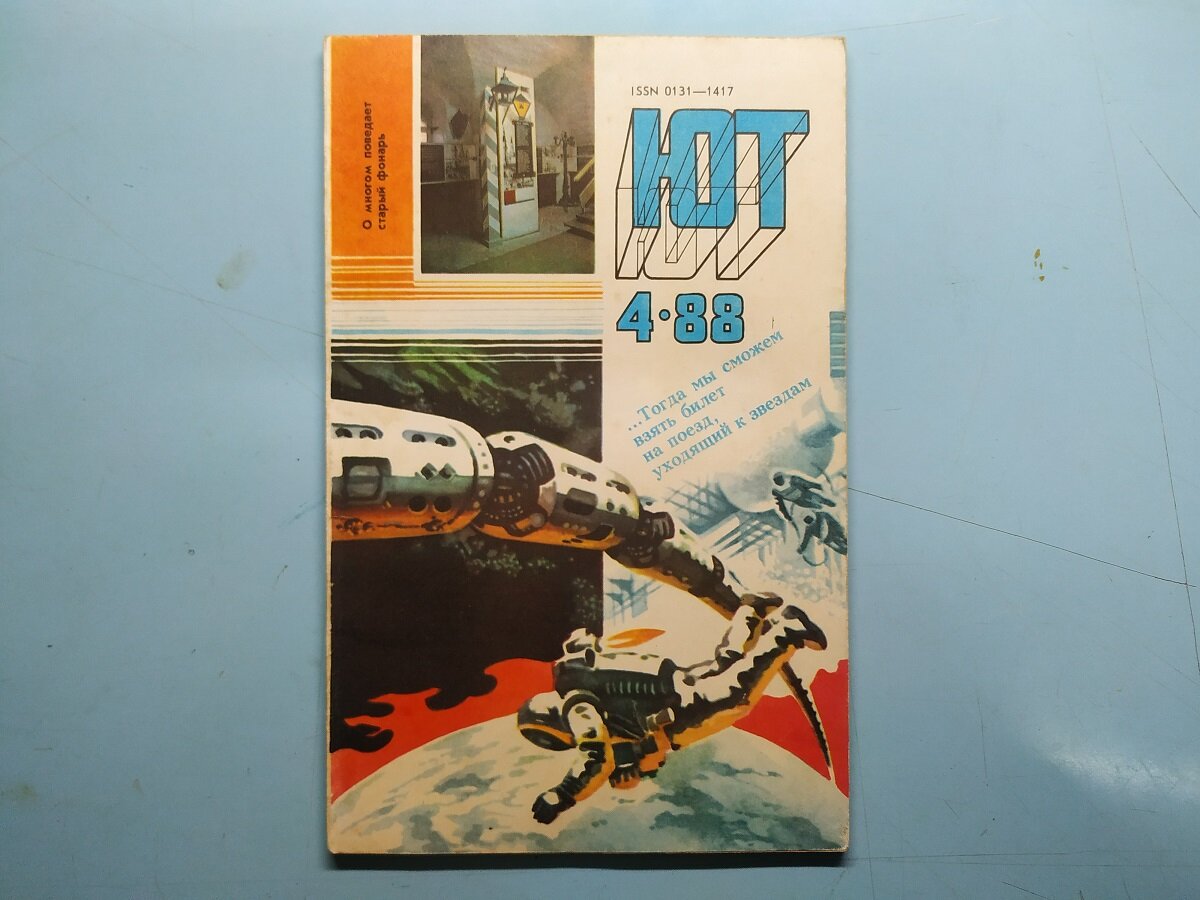 О многом поведает
старый фонарь
ISSN 0131—1417
ЮТ
4·88
...Тогда мы сможем
взять билет
на поезд,
уходящий к звездам